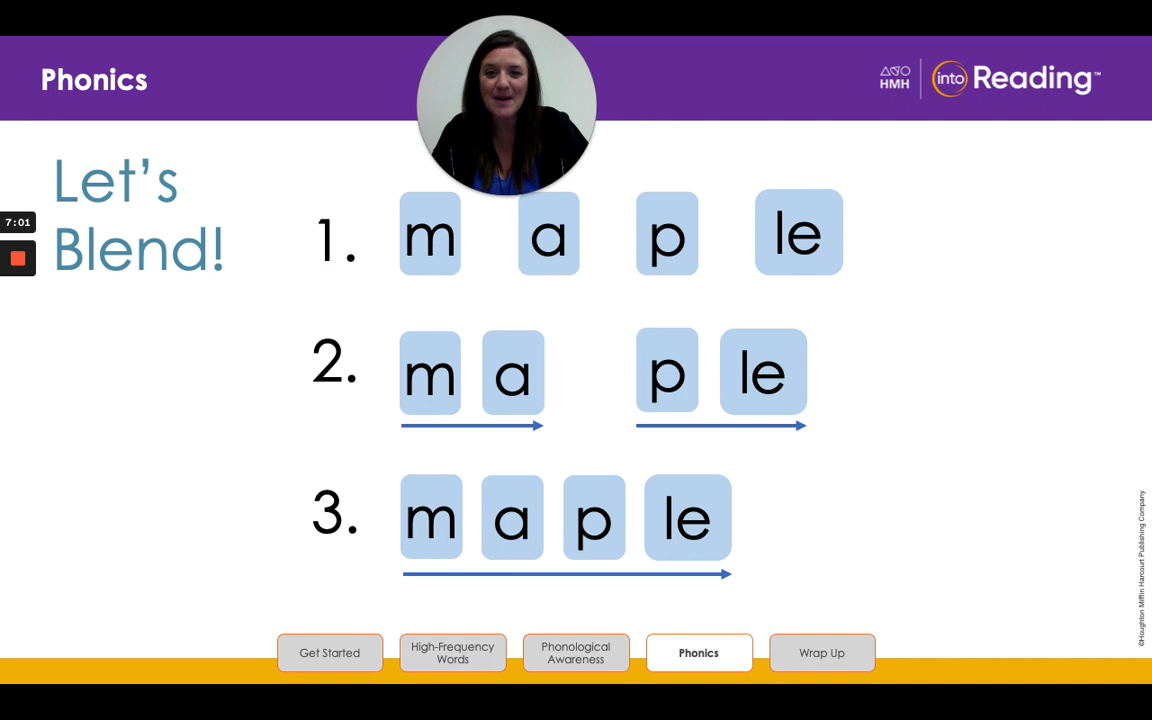 Phonics
HMH
into Reading™
Let's
Blend!
7:01
1. m a p le
2. m a p le
3. m a p le
©Houghton Mifflin Harcourt Publishing Company
Get Started
High-Frequency
Words
Phonological
Awareness
Phonics
Wrap Up